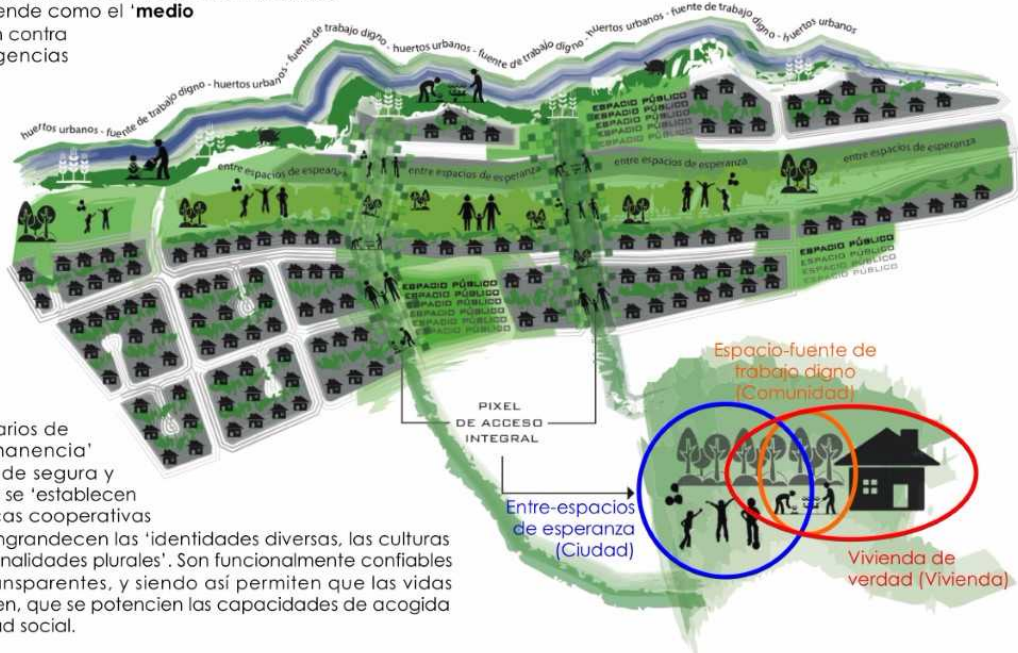 ende como el 'medio
n contra
gencias
huertos urbanos - fuente de trabajo digno - huertos urbanos - fuente de trabajo digno - huertos urbanos - fuente de trabajo digno - huertos urbanos - fuente de trabajo digno - huertos urbanos
ESPACIO PÚBLICO
ESPACIO PÚBLICO
ESPACIO PÚBLICO
ESPACIO PÚBLICO
entre espacios de esperanza
entre espacios de esperanza
entre espacios de esperanza
entre espacios de esperanza
ESPACIO PÚBLICO
ESPACIO PÚBLICO
ESPACIO PÚBLICO
ESPACIO PÚBLICO
ESPACIO PÚBLICO
ESPACIO PÚBLICO
ESPACIO PÚBLICO
ESPACIO PÚBLICO
ESPACIO PÚBLICO
PIXEL
DE ACCESO
INTEGRAL
Espacio-fuente de
trabajo digno
(Comunidad)
Entre-espacios
de esperanza
(Ciudad)
Vivienda de
verdad (Vivienda)
arios de
manencia'
de segura y
se 'establecen
cas cooperativas
ngrandecen las 'identidades diversas, las culturas
nalidades plurales'. Son funcionalmente confiables
ansparentes, y siendo así permiten que las vidas
en, que se potencien las capacidades de acogida
ad social.